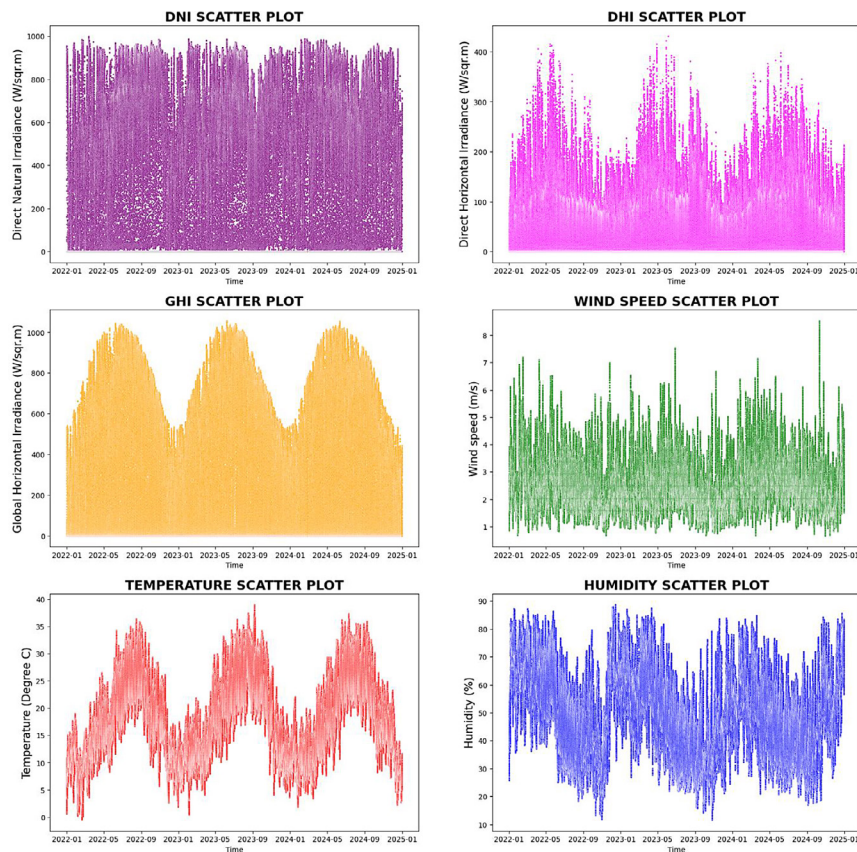 DNI SCATTER PLOT
Direct Natural Irradiance (W/sqr.m)
1000
800
600
400
200
0
2022-01 2022-05 2022-09 2023-01 2023-05 2023-09 2024-01 2024-05 2024-09 2025-01
Time
DHI SCATTER PLOT
Direct Horizontal Irradiance (W/sqr.m)
400
300
200
100
0
2022-01 2022-05 2022-09 2023-01 2023-05 2023-09 2024-01 2024-05 2024-09 2025-01
Time
GHI SCATTER PLOT
Global Horizontal Irradiance (W/sqr.m)
1000
800
600
400
200
0
2022-01 2022-05 2022-09 2023-01 2023-05 2023-09 2024-01 2024-05 2024-09 2025-01
Time
WIND SPEED SCATTER PLOT
Wind speed (m/s)
8
7
6
5
4
3
2
1
2022-01 2022-05 2022-09 2023-01 2023-05 2023-09 2024-01 2024-05 2024-09 2025-01
Time
TEMPERATURE SCATTER PLOT
Temperature (Degree C)
40
35
30
25
20
15
10
5
0
2022-01 2022-05 2022-09 2023-01 2023-05 2023-09 2024-01 2024-05 2024-09 2025-01
Time
HUMIDITY SCATTER PLOT
Humidity (%)
90
80
70
60
50
40
30
20
10
2022-01 2022-05 2022-09 2023-01 2023-05 2023-09 2024-01 2024-05 2024-09 2025-01
Time